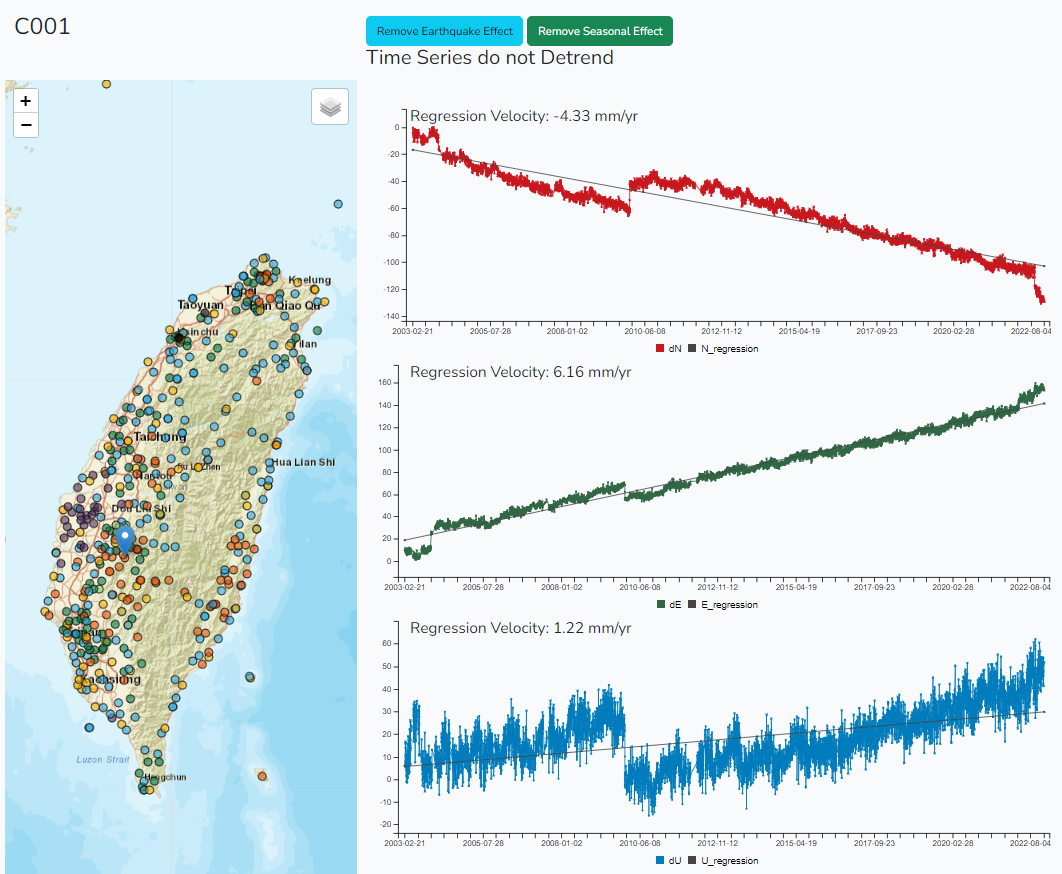 C001
Remove Earthquake Effect
Remove Seasonal Effect
Time Series do not Detrend
+
−
Kaelung
Taoyuan
Hsinchu
Taichung
Hua Lian Shi
Dou Liu Shi
Kaohsiung
Luzon Strait
Hengchun
Regression Velocity: -4.33 mm/yr
0
-20
-40
-60
-80
-100
-120
-140
2003-02-21 2005-07-28 2008-01-02 2010-06-08 2012-11-12 2015-04-19 2017-09-23 2020-02-28 2022-08-04
dN N_regression
Regression Velocity: 6.16 mm/yr
160
140
120
100
80
60
40
20
0
2003-02-21 2005-07-28 2008-01-02 2010-06-08 2012-11-12 2015-04-19 2017-09-23 2020-02-28 2022-08-04
dE E_regression
Regression Velocity: 1.22 mm/yr
60
50
40
30
20
10
0
-10
-20
2003-02-21 2005-07-28 2008-01-02 2010-06-08 2012-11-12 2015-04-19 2017-09-23 2020-02-28 2022-08-04
dU U_regression